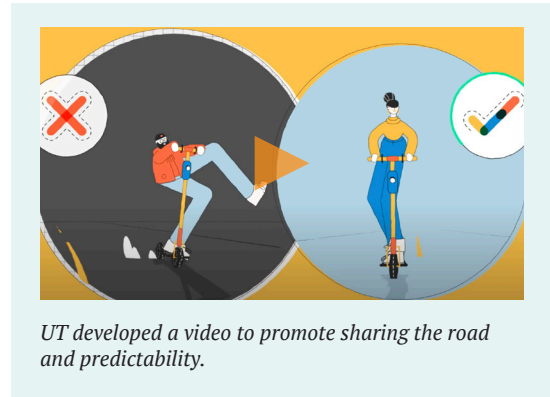 UT developed a video to promote sharing the road
and predictability.